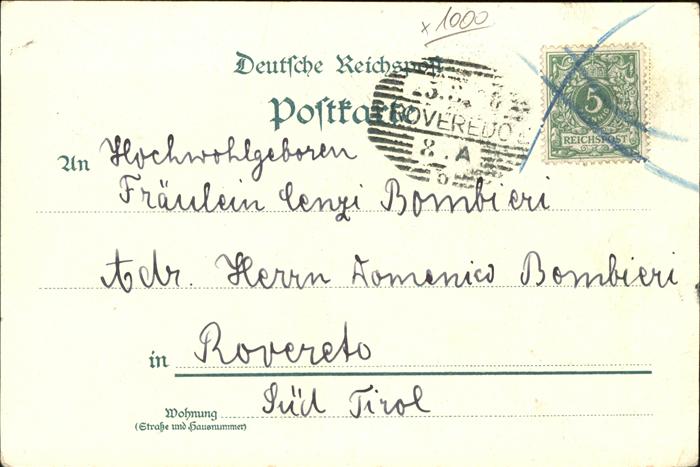 x 1000
Deutsche Reichspost
Postkarte
ROVEREDO
8 . A
5
REICHSPOST
An Hochwohlgeboren
Fräulein Cenzi Bombieri
Adr. Herrn Domenico Bombieri
in Rovereto
Süd Tirol
Wohnung
(Straße und Hausnummer)